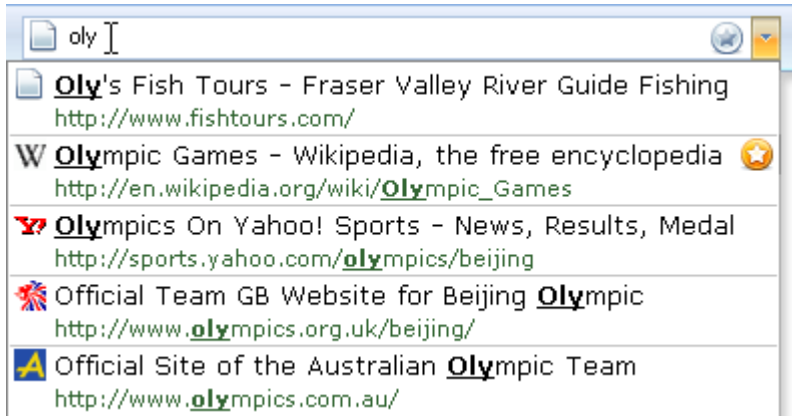 oly
Oly's Fish Tours – Fraser Valley River Guide Fishing
http://www.fishtours.com/
W Olympic Games – Wikipedia, the free encyclopedia
http://en.wikipedia.org/wiki/Olympic_Games
Y! Olympics On Yahoo! Sports – News, Results, Medal
http://sports.yahoo.com/olympics/beijing
Official Team GB Website for Beijing Olympic
http://www.olympics.org.uk/beijing/
Official Site of the Australian Olympic Team
http://www.olympics.com.au/